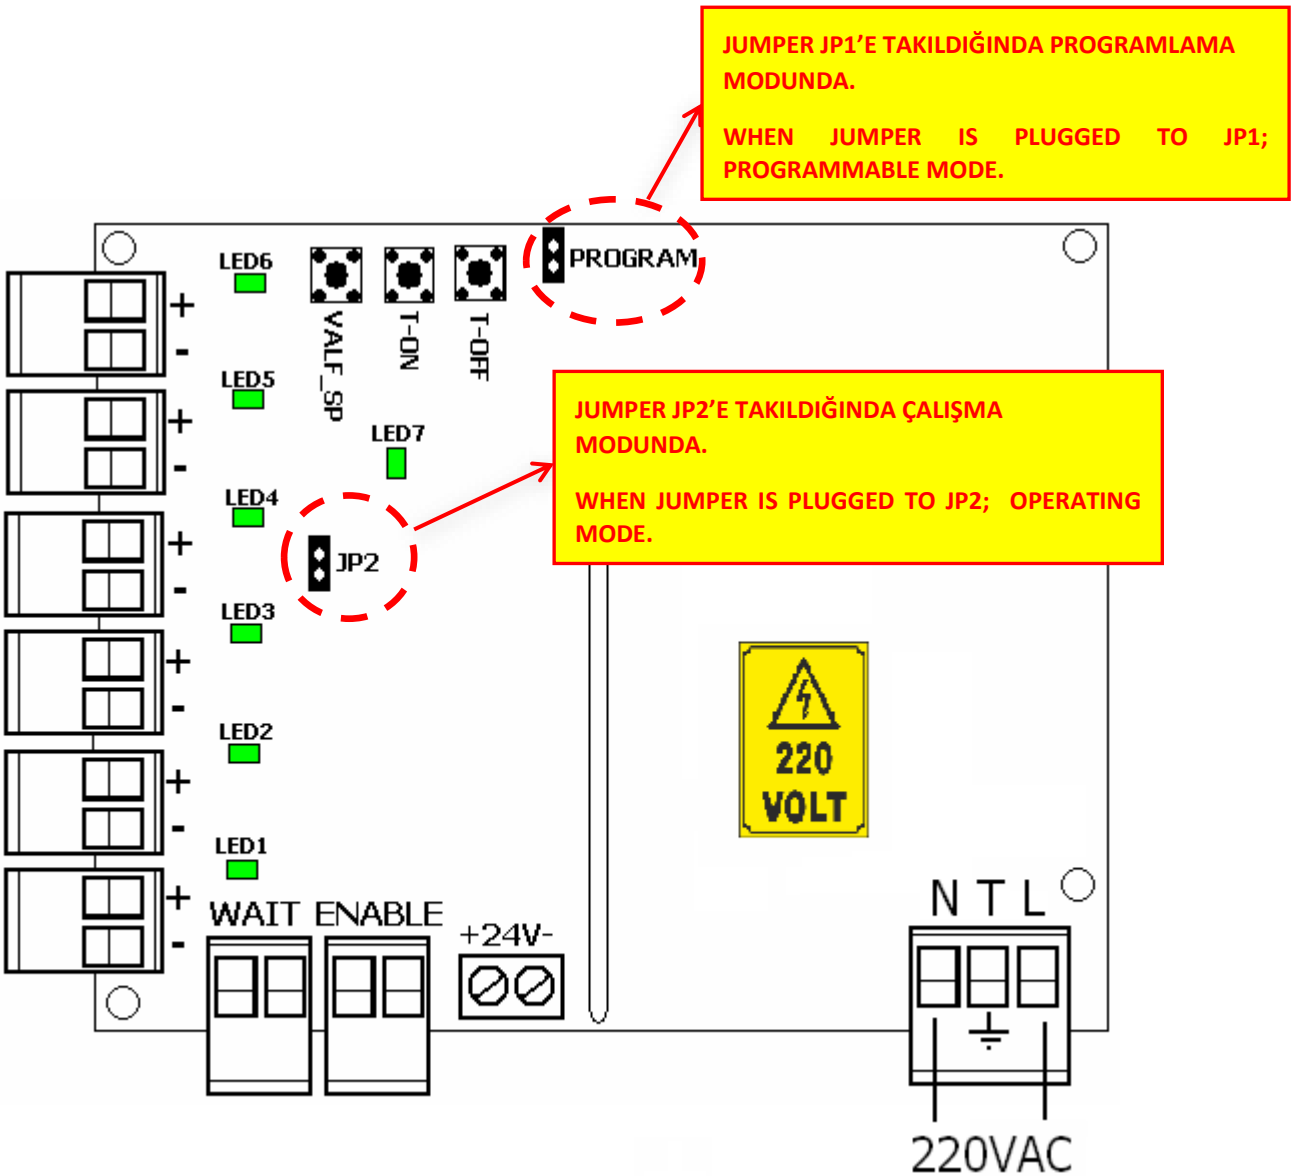 JUMPER JP1’E TAKILDIĞINDA PROGRAMLAMA
MODUNDA.
WHEN JUMPER IS PLUGGED TO JP1;
PROGRAMMABLE MODE.
LED6
PROGRAM
+
-
VALF_SP
T-ON
T-OFF
LED5
+
-
LED7
JUMPER JP2’E TAKILDIĞINDA ÇALIŞMA
MODUNDA.
WHEN JUMPER IS PLUGGED TO JP2; OPERATING
MODE.
LED4
+
-
JP2
LED3
+
-
LED2
+
-
220
VOLT
LED1
+
-
WAIT ENABLE
+24V-
N T L
220VAC